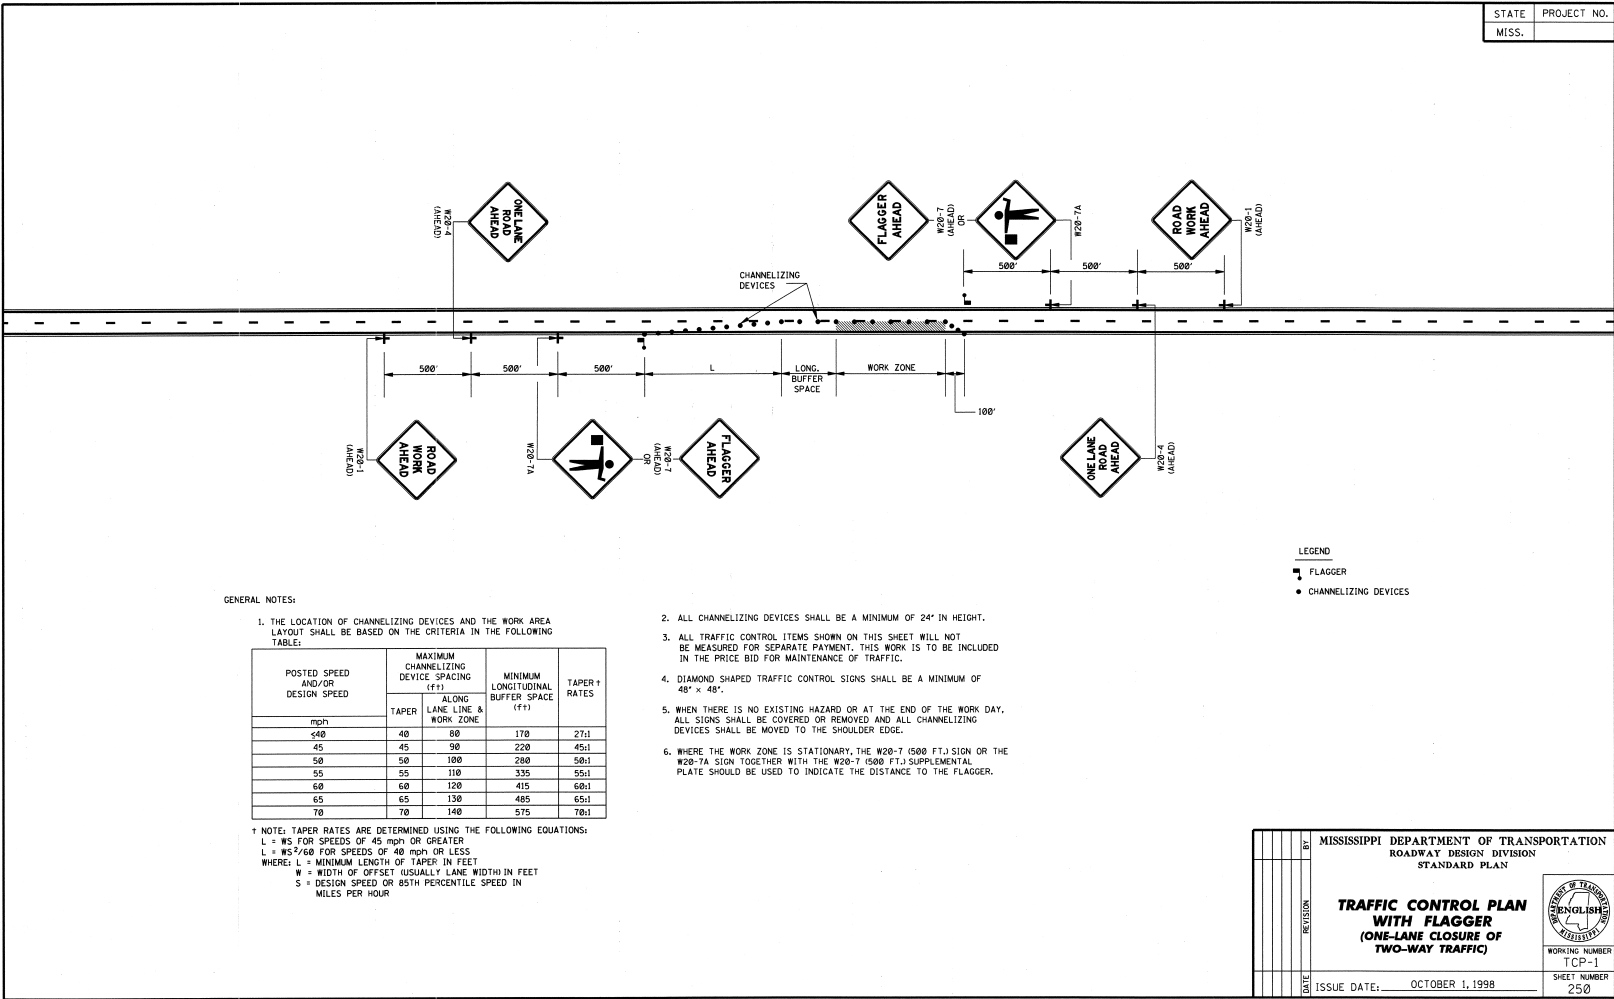 STATE PROJECT NO.
MISS.
ONE LANE
ROAD
AHEAD
W20-4
(AHEAD)
FLAGGER
AHEAD
W20-7
(AHEAD)
OR
W20-7A
ROAD
WORK
AHEAD
W20-1
(AHEAD)
500' 500' 500'
CHANNELIZING
DEVICES
500' 500' 500' L LONG. WORK ZONE
BUFFER
SPACE
100'
W20-1
(AHEAD)
ROAD
WORK
AHEAD
W20-7A
W20-7
(AHEAD)
OR
FLAGGER
AHEAD
ONE LANE
ROAD
AHEAD
W20-4
(AHEAD)
LEGEND
FLAGGER
CHANNELIZING DEVICES
GENERAL NOTES:
1. THE LOCATION OF CHANNELIZING DEVICES AND THE WORK AREA
LAYOUT SHALL BE BASED ON THE CRITERIA IN THE FOLLOWING
TABLE:
POSTED SPEED
AND/OR
DESIGN SPEED
mph
MAXIMUM
CHANNELIZING
DEVICE SPACING
(ft)
TAPER
ALONG
LANE LINE &
WORK ZONE
MINIMUM
LONGITUDINAL
BUFFER SPACE
(ft)
TAPER †
RATES
≤40 40 80 170 27:1
45 45 90 220 45:1
50 50 100 280 50:1
55 55 110 335 55:1
60 60 120 415 60:1
65 65 130 485 65:1
70 70 140 575 70:1
† NOTE: TAPER RATES ARE DETERMINED USING THE FOLLOWING EQUATIONS:
L = WS FOR SPEEDS OF 45 mph OR GREATER
L = WS²/60 FOR SPEEDS OF 40 mph OR LESS
WHERE: L = MINIMUM LENGTH OF TAPER IN FEET
W = WIDTH OF OFFSET (USUALLY LANE WIDTH) IN FEET
S = DESIGN SPEED OR 85TH PERCENTILE SPEED IN
MILES PER HOUR
2. ALL CHANNELIZING DEVICES SHALL BE A MINIMUM OF 24" IN HEIGHT.
3. ALL TRAFFIC CONTROL ITEMS SHOWN ON THIS SHEET WILL NOT
BE MEASURED FOR SEPARATE PAYMENT. THIS WORK IS TO BE INCLUDED
IN THE PRICE BID FOR MAINTENANCE OF TRAFFIC.
4. DIAMOND SHAPED TRAFFIC CONTROL SIGNS SHALL BE A MINIMUM OF
48" x 48".
5. WHEN THERE IS NO EXISTING HAZARD OR AT THE END OF THE WORK DAY,
ALL SIGNS SHALL BE COVERED OR REMOVED AND ALL CHANNELIZING
DEVICES SHALL BE MOVED TO THE SHOULDER EDGE.
6. WHERE THE WORK ZONE IS STATIONARY, THE W20-7 (500 FT.) SIGN OR THE
W20-7A SIGN TOGETHER WITH THE W20-7 (500 FT.) SUPPLEMENTAL
PLATE SHOULD BE USED TO INDICATE THE DISTANCE TO THE FLAGGER.
BY
REVISION
DATE
MISSISSIPPI DEPARTMENT OF TRANSPORTATION
ROADWAY DESIGN DIVISION
STANDARD PLAN
TRAFFIC CONTROL PLAN
WITH FLAGGER
(ONE–LANE CLOSURE OF
TWO–WAY TRAFFIC)
DEPARTMENT OF TRANSPORTATION
ENGLISH
MISSISSIPPI
WORKING NUMBER
TCP-1
ISSUE DATE: OCTOBER 1, 1998
SHEET NUMBER
250